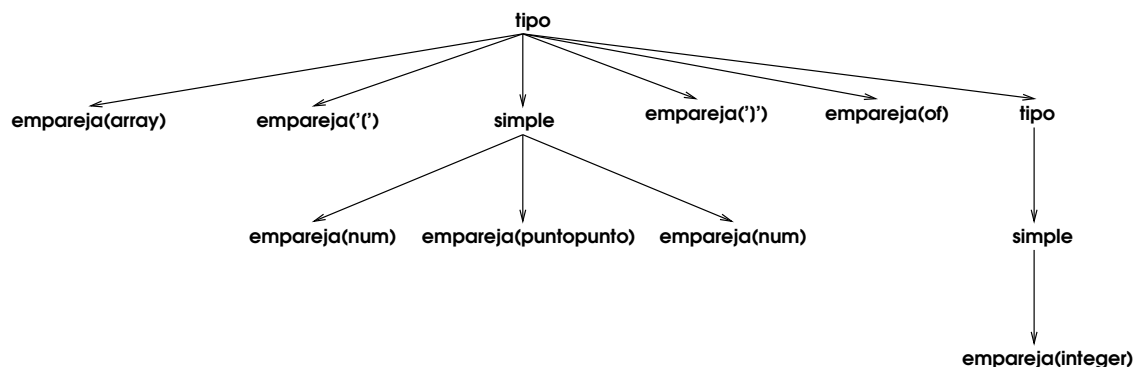 tipo
empareja(array) empareja('[') simple empareja(']') empareja(of) tipo
empareja(num) empareja(puntopunto) empareja(num) simple
empareja(integer)